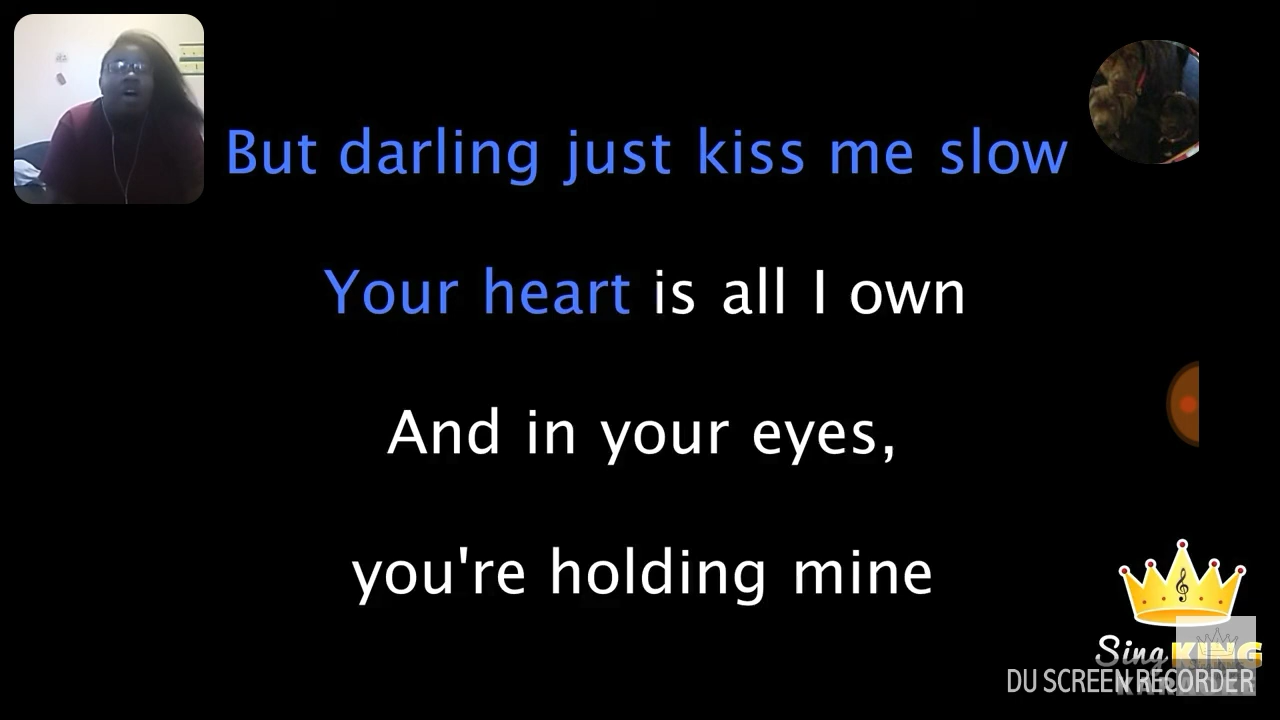 But darling just kiss me slow
Your heart is all I own
And in your eyes,
you're holding mine
Sing KING
DU SCREEN RECORDER